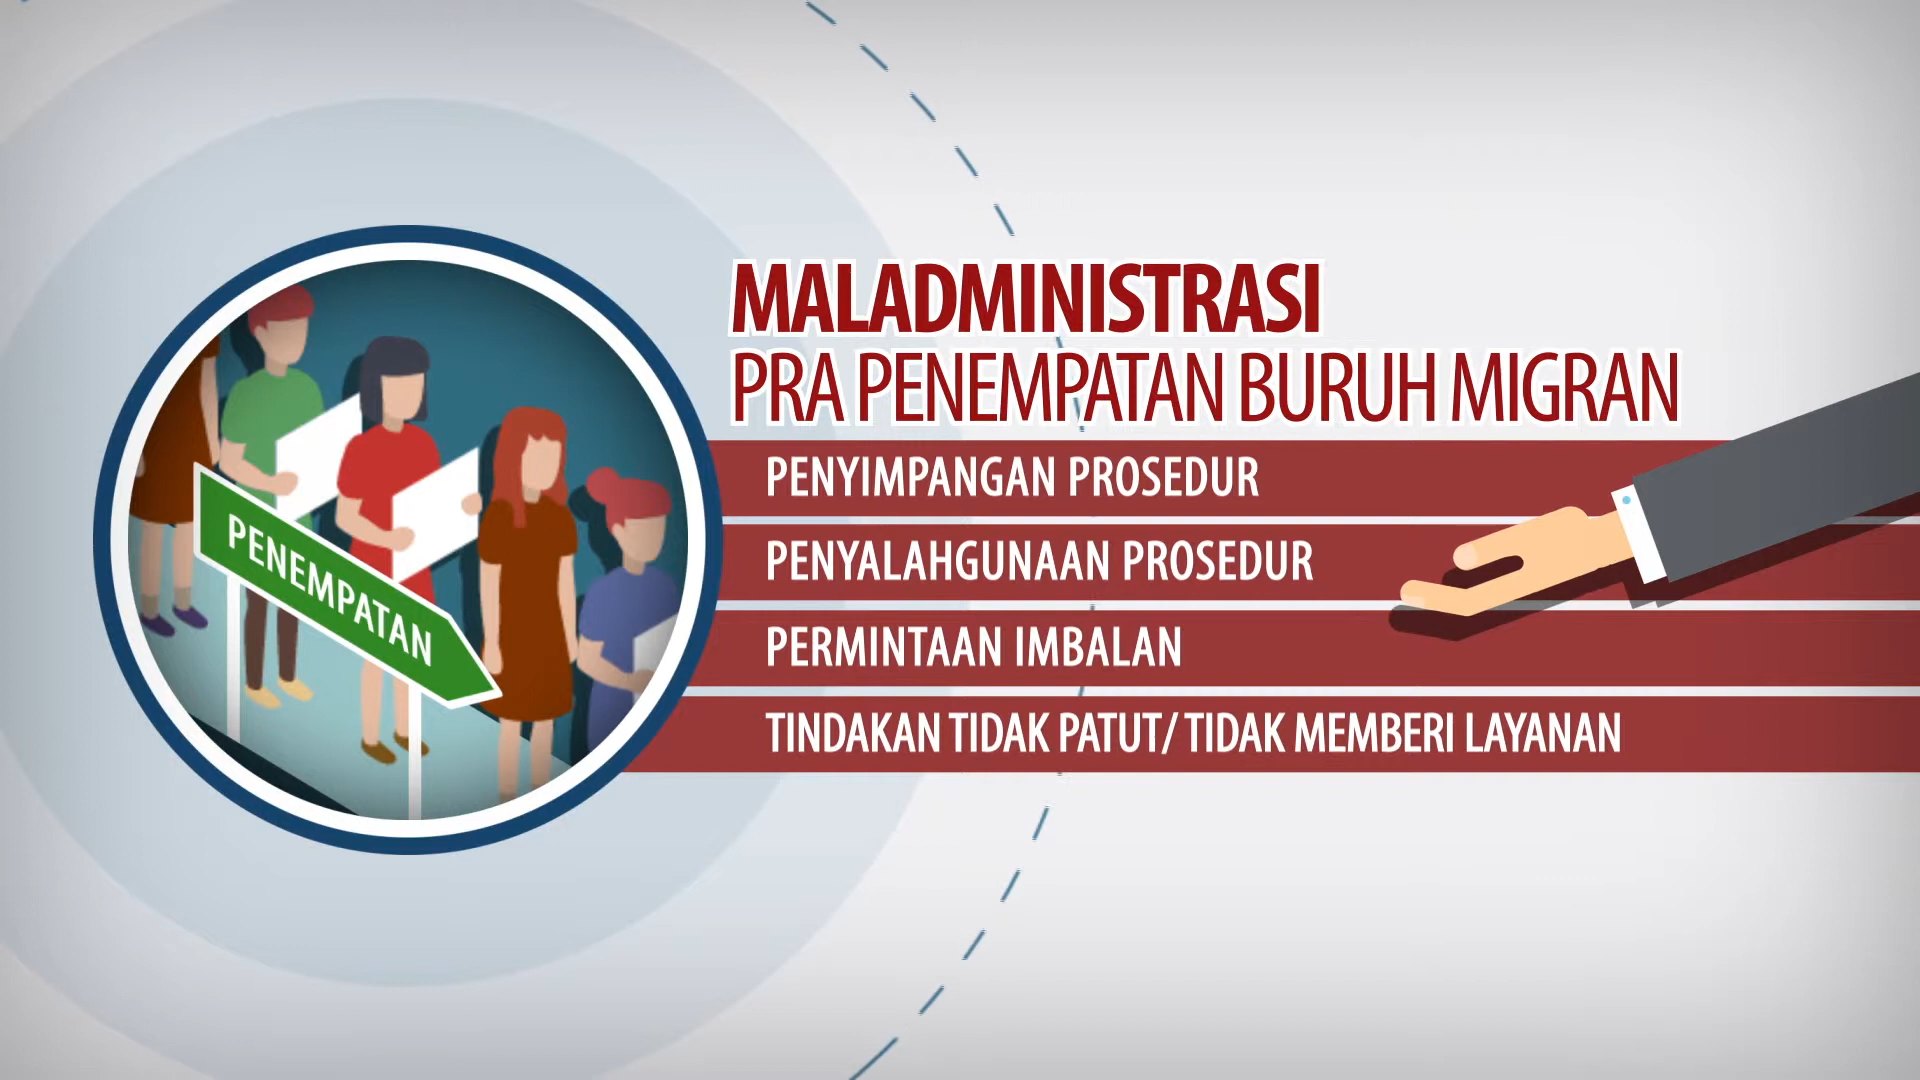 MALADMINISTRASI
PRA PENEMPATAN BURUH MIGRAN
PENYIMPANGAN PROSEDUR
PENYALAHGUNAAN PROSEDUR
PERMINTAAN IMBALAN
TINDAKAN TIDAK PATUT/ TIDAK MEMBERI LAYANAN
PENEMPATAN